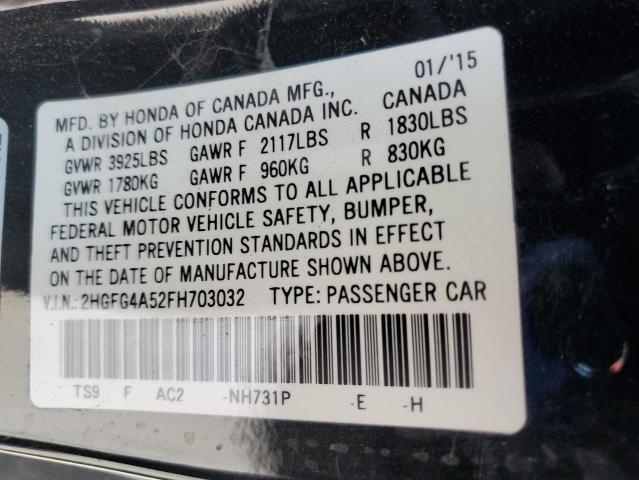 MFD. BY HONDA OF CANADA MFG., 01/'15
A DIVISION OF HONDA CANADA INC. CANADA
GVWR 3925LBS GAWR F 2117LBS R 1830LBS
GVWR 1780KG GAWR F 960KG R 830KG
THIS VEHICLE CONFORMS TO ALL APPLICABLE
FEDERAL MOTOR VEHICLE SAFETY, BUMPER,
AND THEFT PREVENTION STANDARDS IN EFFECT
ON THE DATE OF MANUFACTURE SHOWN ABOVE.
V.I.N.: 2HGFG4A52FH703032 TYPE: PASSENGER CAR
TS9 F AC2 -NH731P -E -H